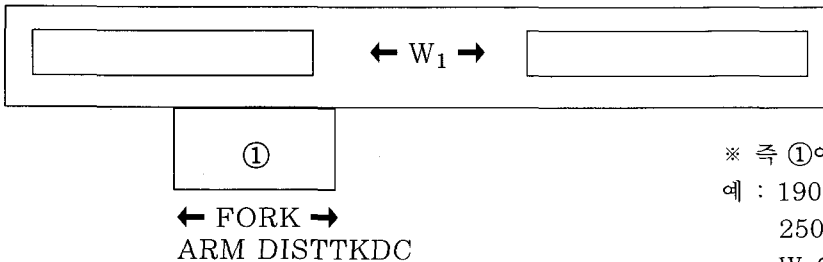 ← W₁ →
①
※ 즉 ①
← FORK →
예 : 190
ARM DISTTKDC
250